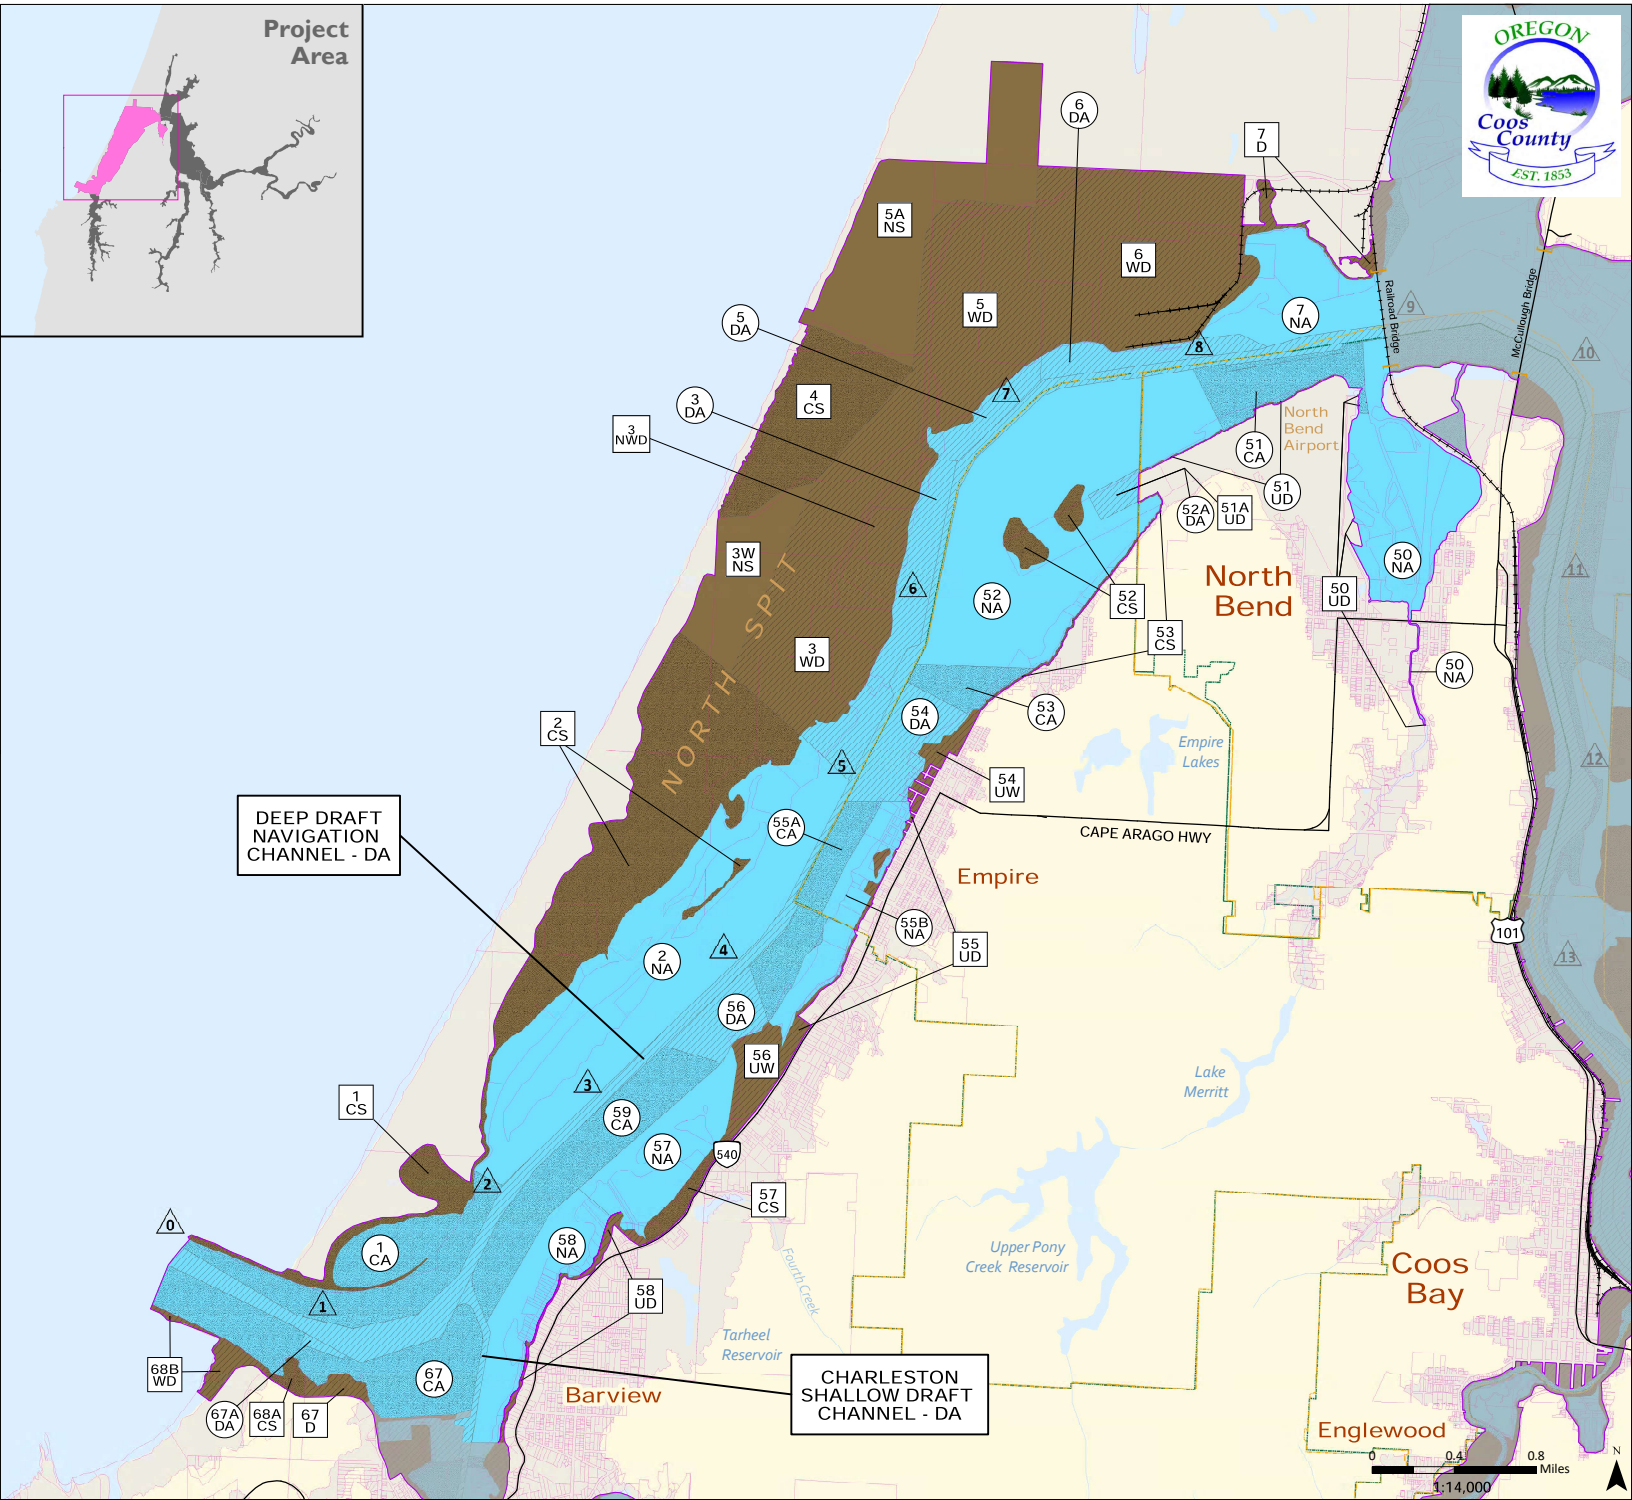 Project
Area
OREGON
Coos
County
EST. 1853
6
DA
7
D
5A
NS
6
WD
5
WD
5
DA
7
NA
Railroad Bridge
McCullough Bridge
9
8
10
7
3
DA
4
CS
3
NWD
North
Bend
Airport
51
CA
51
UD
52A
DA
51A
UD
3W
NS
NORTH SPIT
6
52
NA
52
CS
North
Bend
50
NA
50
UD
11
53
CS
3
WD
50
NA
54
DA
53
CA
2
CS
5
Empire
Lakes
12
54
UW
DEEP DRAFT
NAVIGATION
CHANNEL - DA
55A
CA
CAPE ARAGO HWY
Empire
55B
NA
55
UD
101
13
2
NA
4
56
DA
56
UW
3
Lake
Merritt
1
CS
59
CA
57
NA
540
2
57
CS
0
1
CA
58
NA
Upper Pony
Creek Reservoir
Fourth Creek
Coos
Bay
1
58
UD
Tarheel
Reservoir
68B
WD
67
CA
CHARLESTON
SHALLOW DRAFT
CHANNEL - DA
Barview
67A
DA
68A
CS
67
D
Englewood
0 0.4 0.8
Miles
1:14,000
N